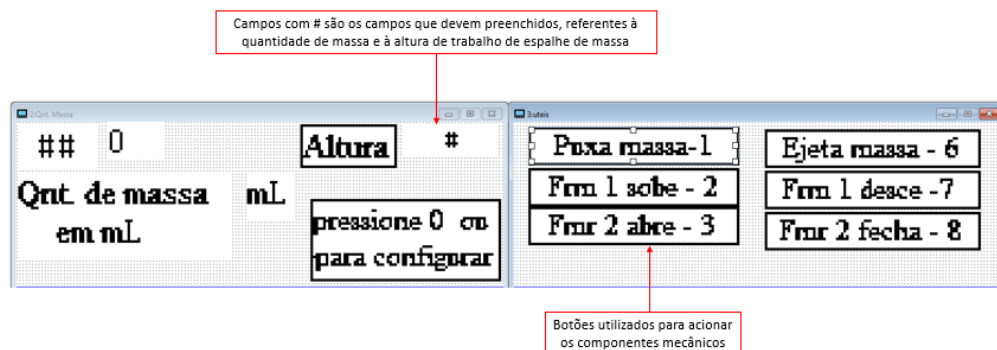 Campos com # são os campos que devem preenchidos, referentes à
quantidade de massa e à altura de trabalho de espalhe de massa
2:Qnt. Massa
## 0
Altura #
Qnt. de massa mL
em mL
pressione 0 ou
para configurar
3:uteis
Puxa massa-1
Ejeta massa - 6
Frm 1 sobe - 2
Frm 1 desce -7
Fmr 2 abre - 3
Fmr 2 fecha - 8
Botões utilizados para acionar
os componentes mecânicos